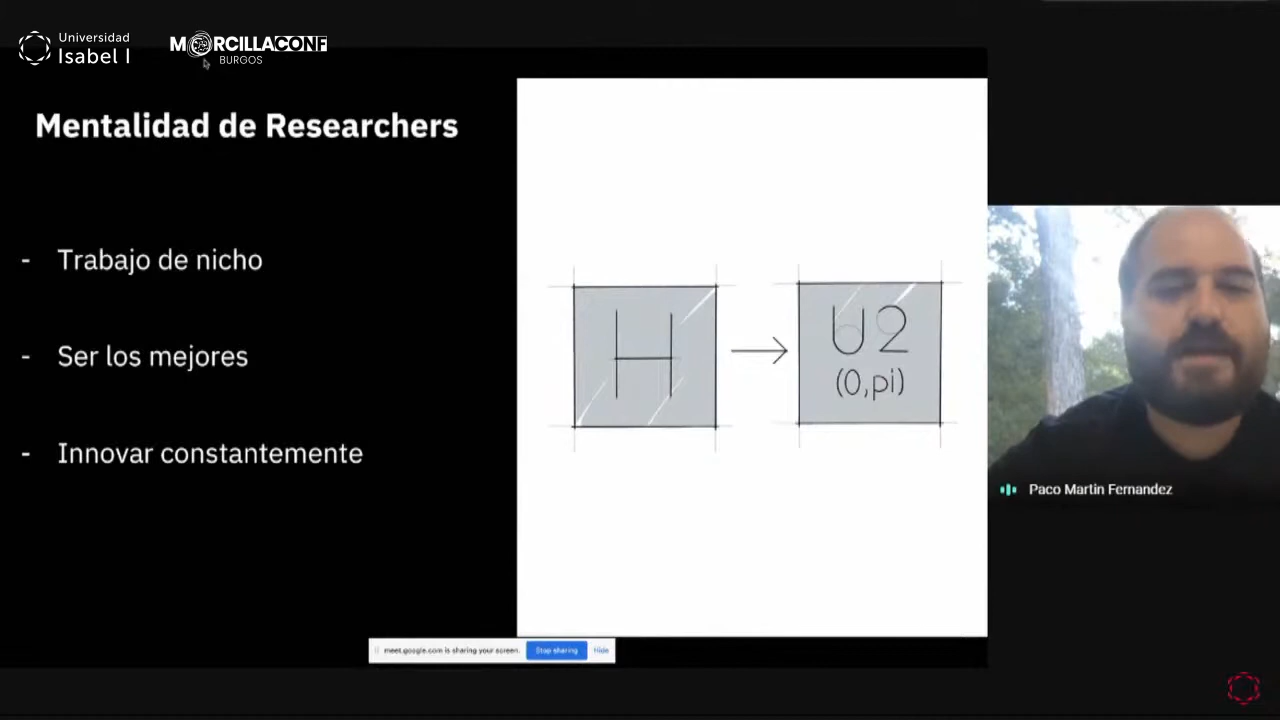 Universidad
Isabel I
MORCILLACONF
BURGOS
Mentalidad de Researchers
- Trabajo de nicho
- Ser los mejores
- Innovar constantemente
H
U2
(0,pi)
Paco Martin Fernandez
meet.google.com is sharing your screen.
Stop sharing
Hide